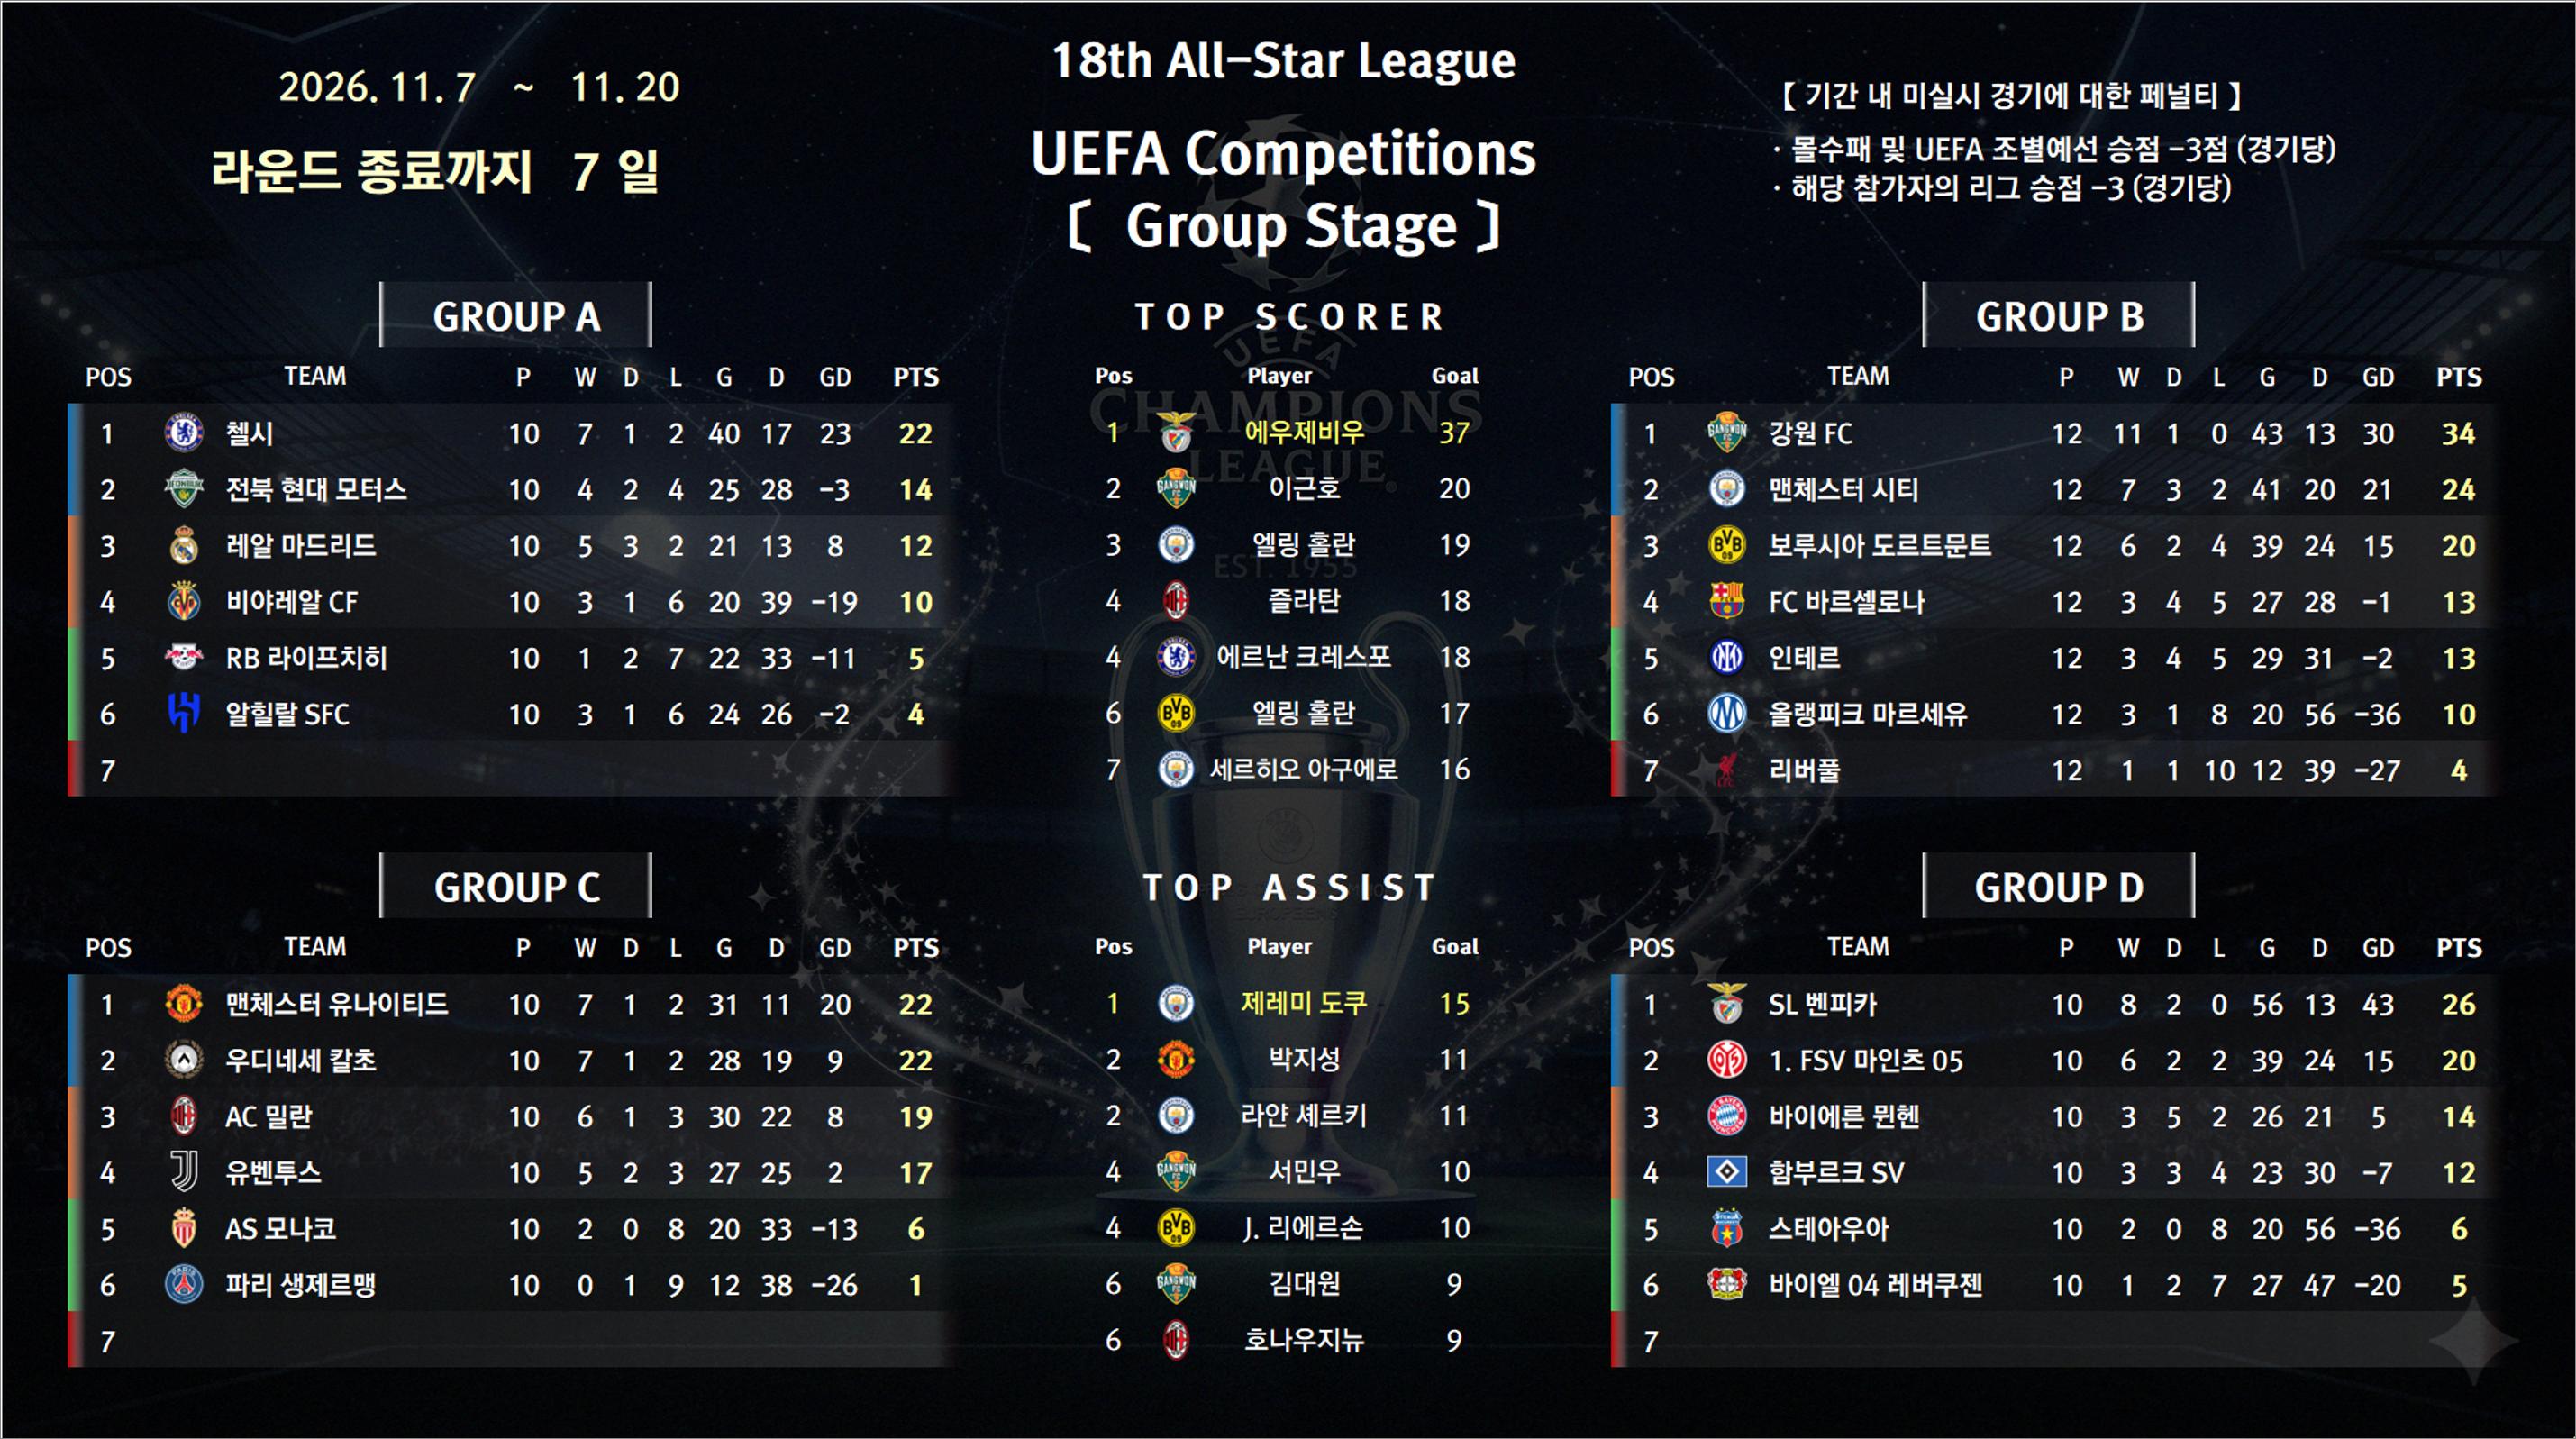 2026. 11. 7 ~ 11. 20
라운드 종료까지 7 일
18th All-Star League
UEFA Competitions
〔 Group Stage 〕
【 기간 내 미실시 경기에 대한 페널티 】
· 몰수패 및 UEFA 조별예선 승점 -3점 (경기당)
· 해당 참가자의 리그 승점 -3 (경기당)
GROUP A
POS TEAM P W D L G D GD PTS
1 첼시 10 7 1 2 40 17 23 22
2 전북 현대 모터스 10 4 2 4 25 28 -3 14
3 레알 마드리드 10 5 3 2 21 13 8 12
4 비야레알 CF 10 3 1 6 20 39 -19 10
5 RB 라이프치히 10 1 2 7 22 33 -11 5
6 알힐랄 SFC 10 3 1 6 24 26 -2 4
7
TOP SCORER
Pos Player Goal
1 에우제비우 37
2 이근호 20
3 엘링 홀란 19
4 즐라탄 18
4 에르난 크레스포 18
6 엘링 홀란 17
7 세르히오 아구에로 16
UEFA
CHAMPIONS
LEAGUE
EST. 1955
GROUP B
POS TEAM P W D L G D GD PTS
1 강원 FC 12 11 1 0 43 13 30 34
2 맨체스터 시티 12 7 3 2 41 20 21 24
3 보루시아 도르트문트 12 6 2 4 39 24 15 20
4 FC 바르셀로나 12 3 4 5 27 28 -1 13
5 인테르 12 3 4 5 29 31 -2 13
6 올랭피크 마르세유 12 3 1 8 20 56 -36 10
7 리버풀 12 1 1 10 12 39 -27 4
GROUP C
POS TEAM P W D L G D GD PTS
1 맨체스터 유나이티드 10 7 1 2 31 11 20 22
2 우디네세 칼초 10 7 1 2 28 19 9 22
3 AC 밀란 10 6 1 3 30 22 8 19
4 유벤투스 10 5 2 3 27 25 2 17
5 AS 모나코 10 2 0 8 20 33 -13 6
6 파리 생제르맹 10 0 1 9 12 38 -26 1
7
TOP ASSIST
Pos Player Goal
1 제레미 도쿠 15
2 박지성 11
2 라얀 셰르키 11
4 서민우 10
4 J. 리에르손 10
6 김대원 9
6 호나우지뉴 9
GROUP D
POS TEAM P W D L G D GD PTS
1 SL 벤피카 10 8 2 0 56 13 43 26
2 1. FSV 마인츠 05 10 6 2 2 39 24 15 20
3 바이에른 뮌헨 10 3 5 2 26 21 5 14
4 함부르크 SV 10 3 3 4 23 30 -7 12
5 스테아우아 10 2 0 8 20 56 -36 6
6 바이엘 04 레버쿠젠 10 1 2 7 27 47 -20 5
7